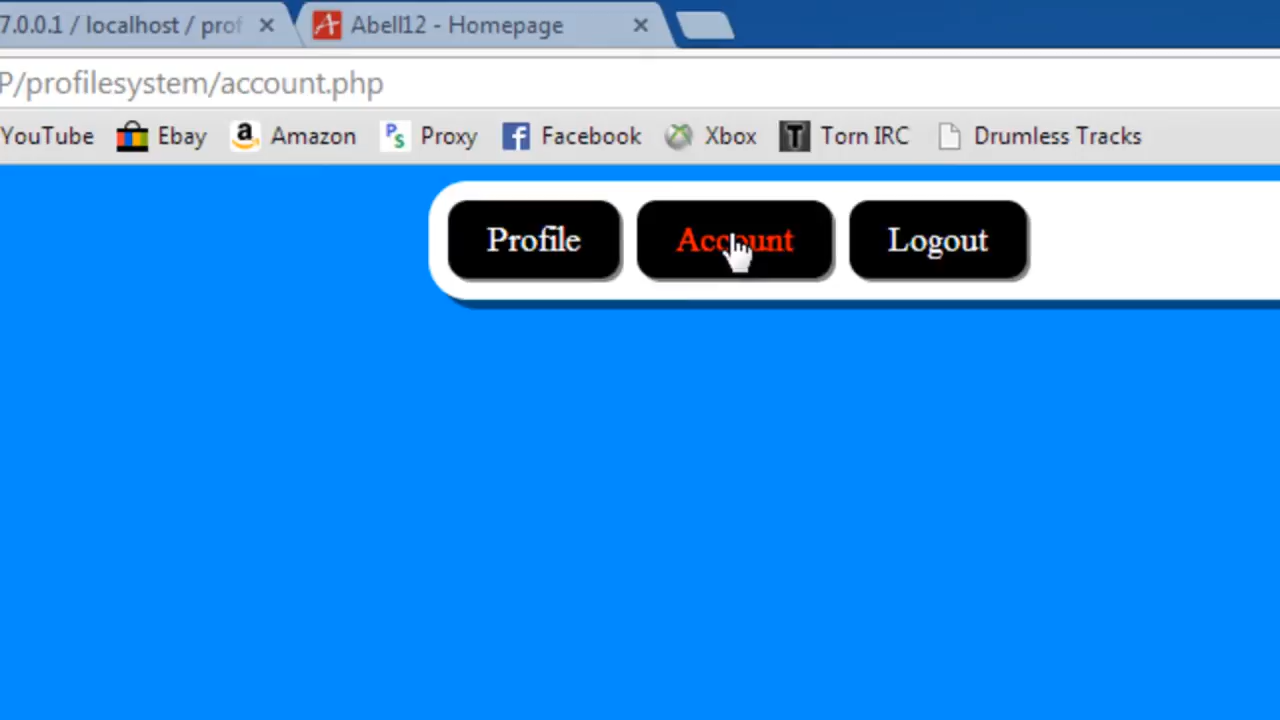 7.0.0.1 / localhost / prof
Abell12 - Homepage
P/profilesystem/account.php
YouTube Ebay Amazon Proxy Facebook Xbox Torn IRC Drumless Tracks
Profile Account Logout